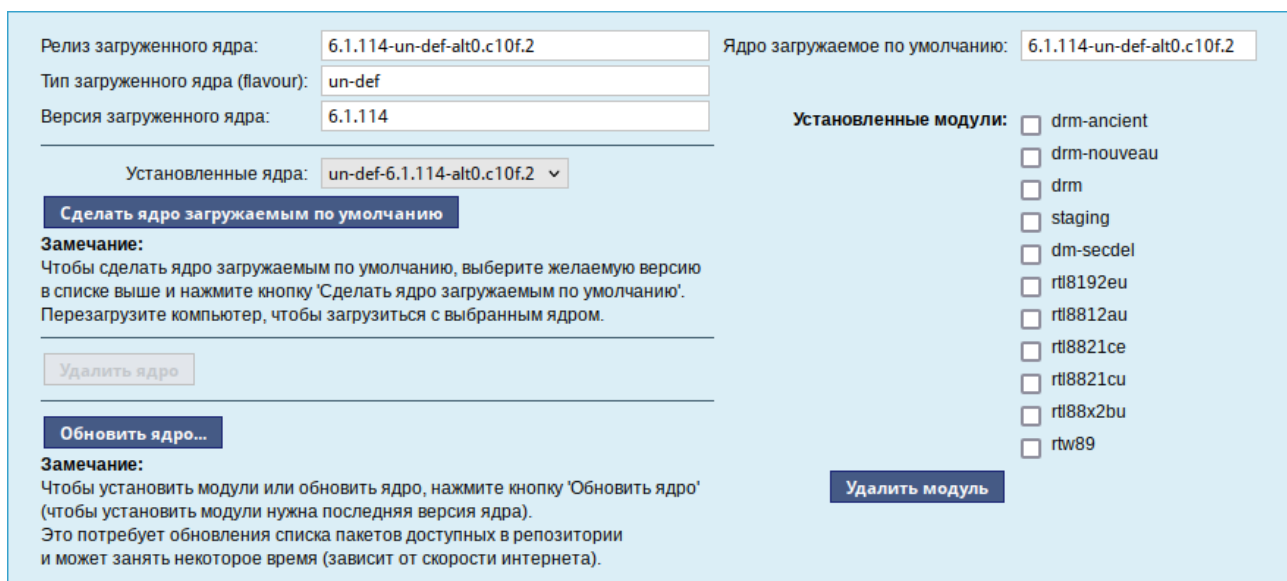 Релиз загруженного ядра: 6.1.114-un-def-alt0.c10f.2
Тип загруженного ядра (flavour): un-def
Версия загруженного ядра: 6.1.114
Установленные ядра: un-def-6.1.114-alt0.c10f.2
Сделать ядро загружаемым по умолчанию
Замечание:
Чтобы сделать ядро загружаемым по умолчанию, выберите желаемую версию
в списке выше и нажмите кнопку 'Сделать ядро загружаемым по умолчанию'.
Перезагрузите компьютер, чтобы загрузиться с выбранным ядром.
Удалить ядро
Обновить ядро...
Замечание:
Чтобы установить модули или обновить ядро, нажмите кнопку 'Обновить ядро'
(чтобы установить модули нужна последняя версия ядра).
Это потребует обновления списка пакетов доступных в репозитории
и может занять некоторое время (зависит от скорости интернета).
Ядро загружаемое по умолчанию: 6.1.114-un-def-alt0.c10f.2
Установленные модули:
drm-ancient
drm-nouveau
drm
staging
dm-secdel
rtl8192eu
rtl8812au
rtl8821ce
rtl8821cu
rtl88x2bu
rtw89
Удалить модуль